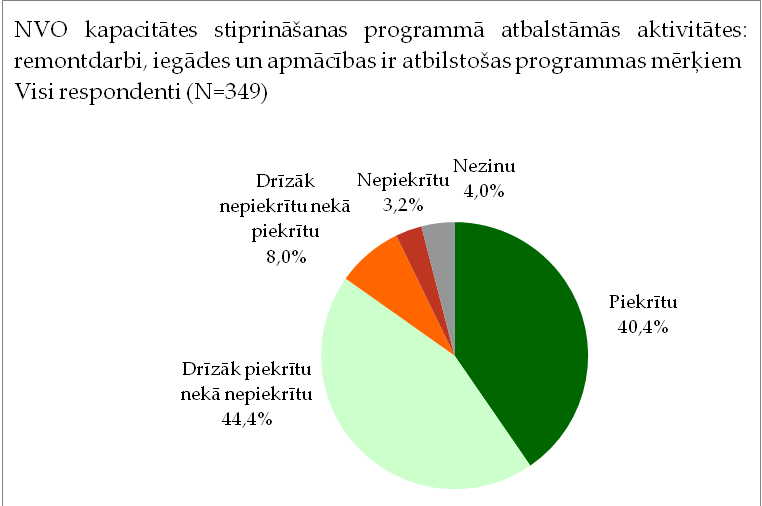 NVO kapacitātes stiprināšanas programmā atbalstāmās aktivitātes:
remontdarbi, iegādes un apmācības ir atbilstošas programmas mērķiem
Visi respondenti (N=349)
Nezinu
4,0%
Nepiekrītu
3,2%
Drīzāk
nepiekrītu nekā
piekrītu
8,0%
Piekrītu
40,4%
Drīzāk piekrītu
nekā nepiekrītu
44,4%